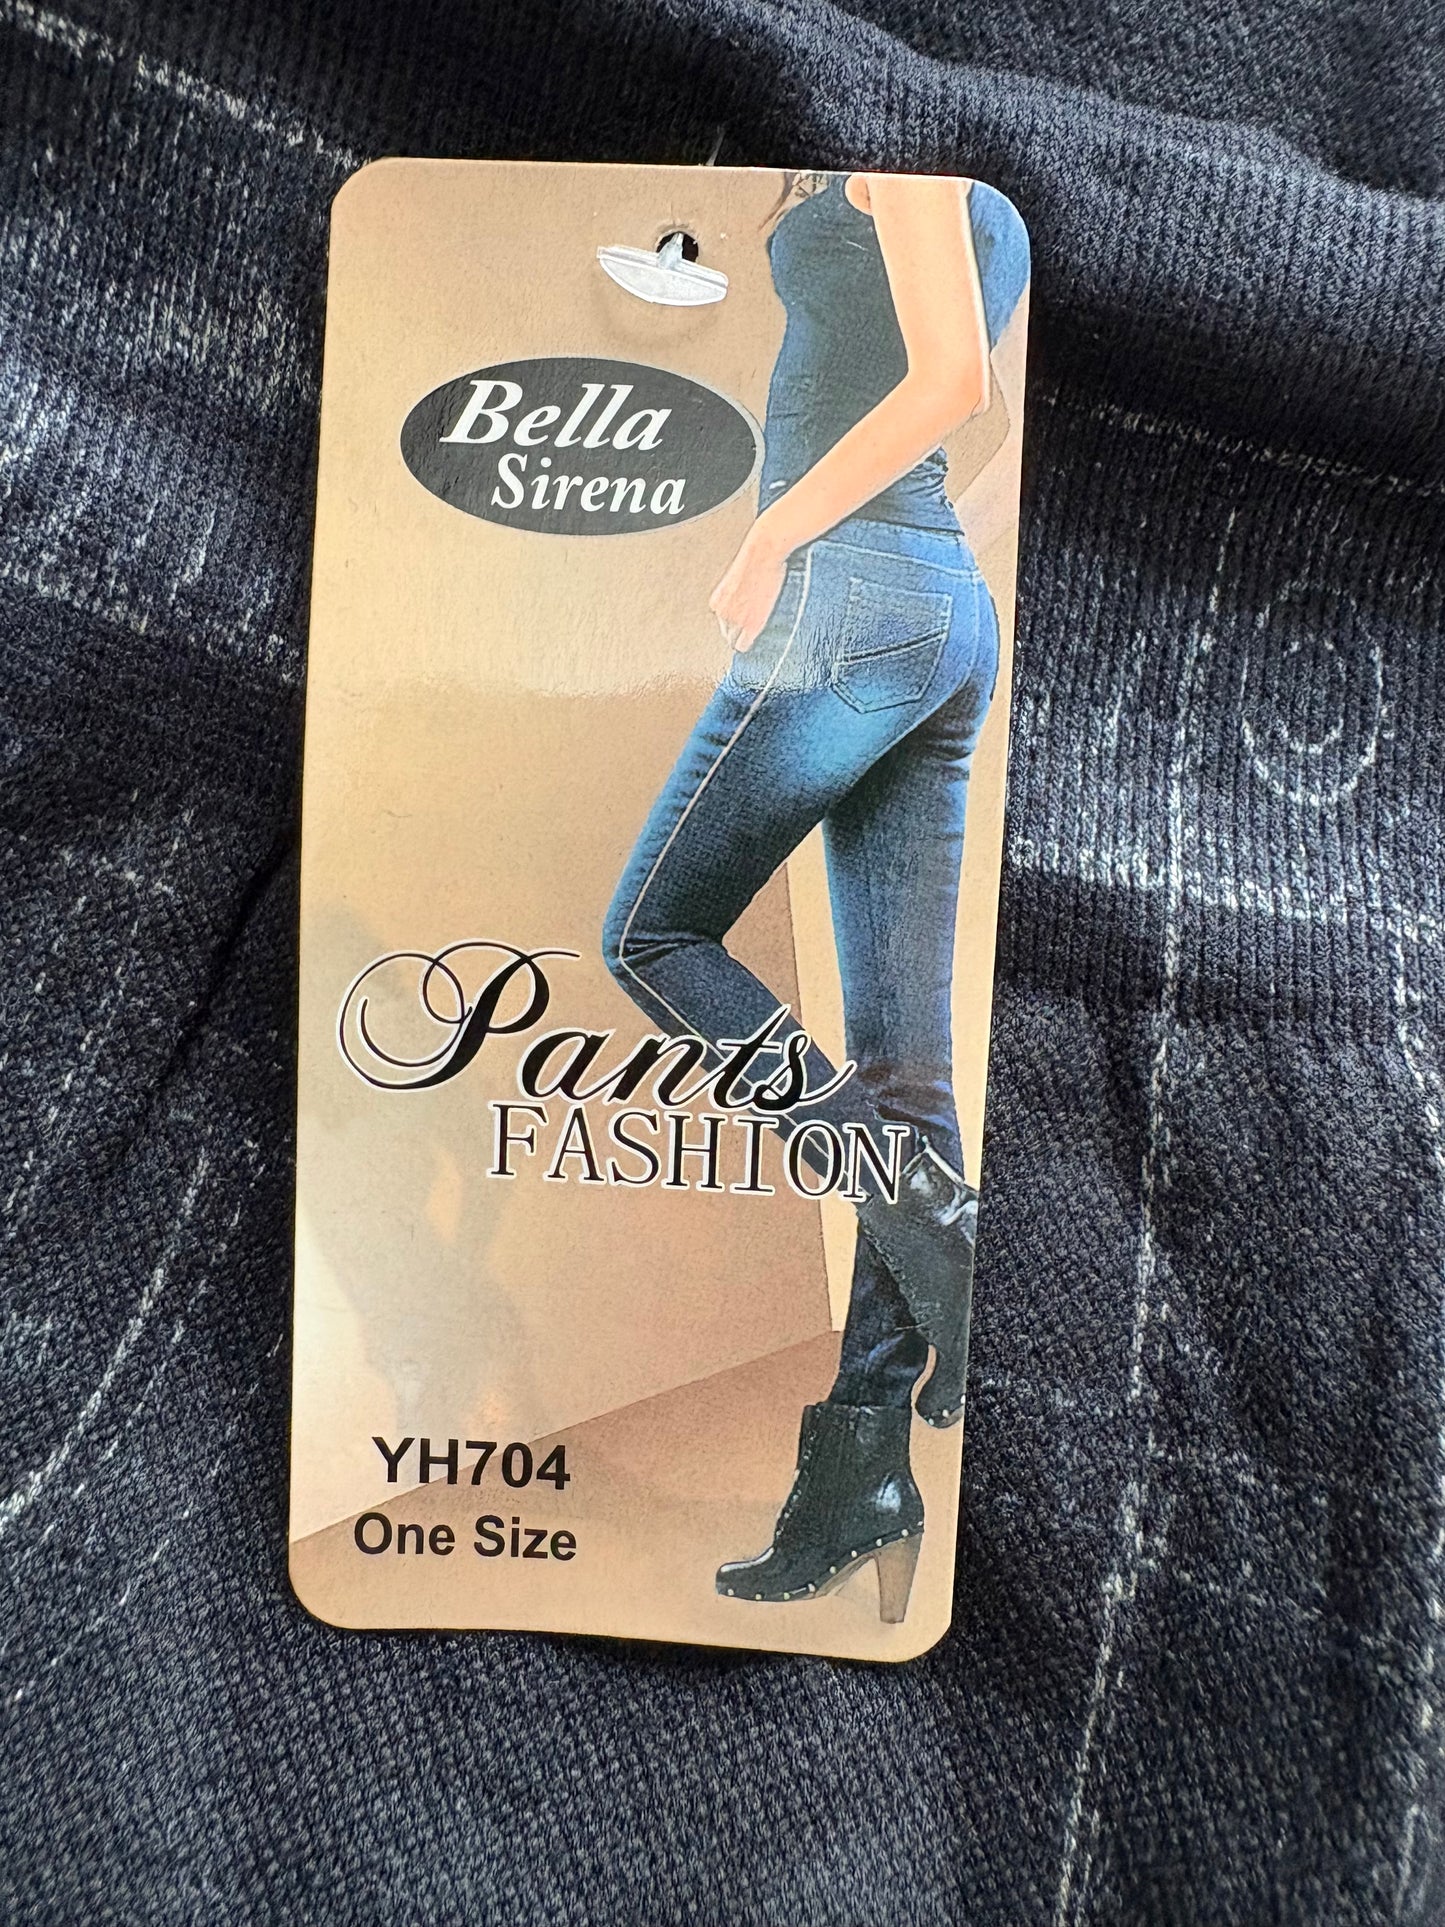 Bella
Sirena
Pants
FASHION
YH704
One Size